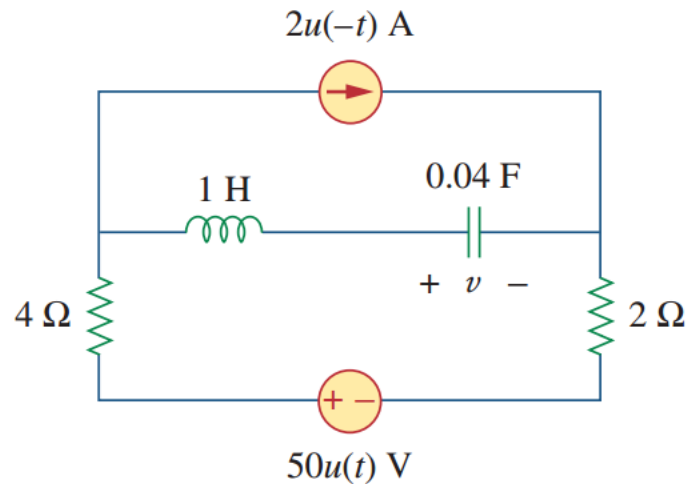 2u(–t) A
1 H
0.04 F
+ v –
4 Ω
2 Ω
+ –
50u(t) V